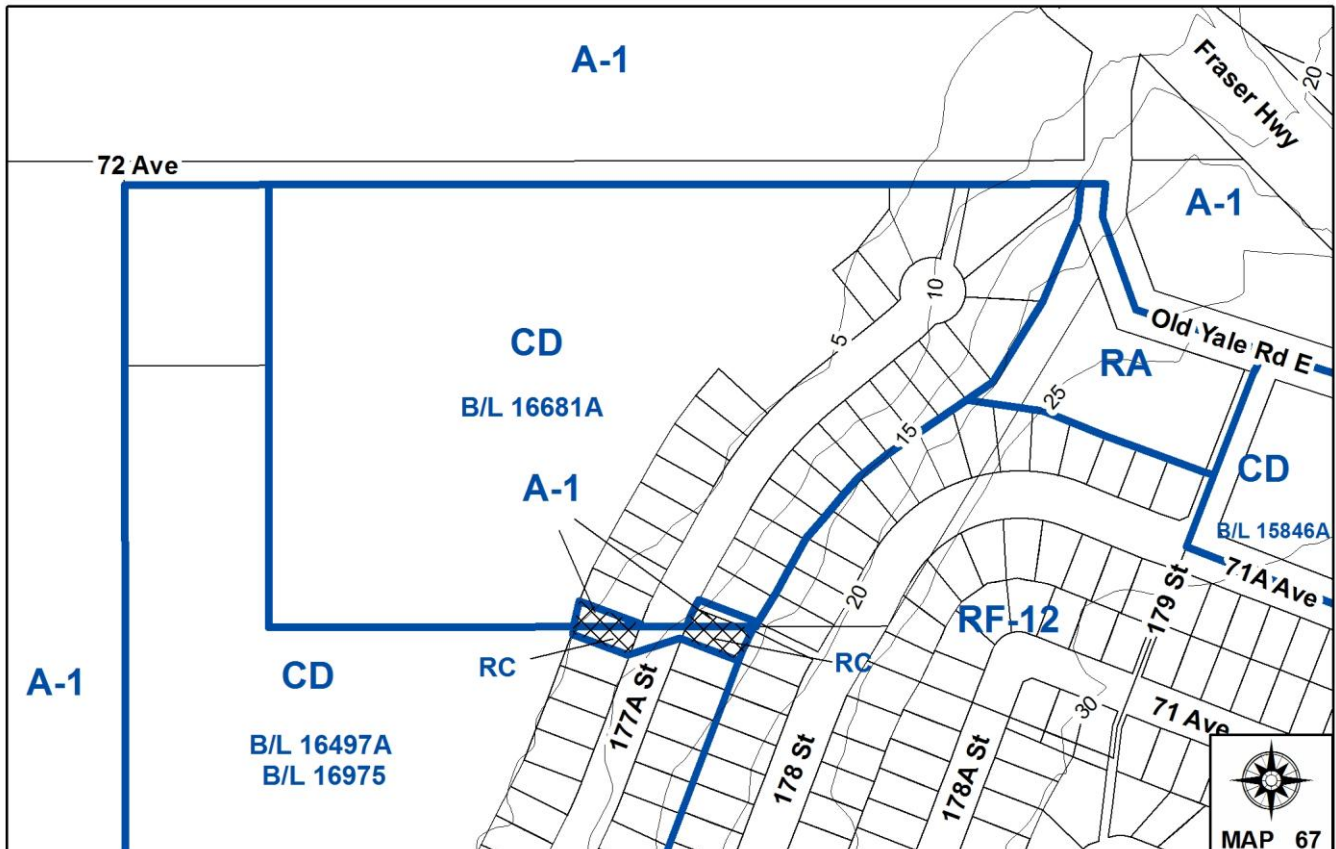 A-1
Fraser Hwy
20
72 Ave
A-1
10
Old Yale Rd E
CD
5
RA
B/L 16681A
25
15
CD
A-1
B/L 15846A
71A Ave
20
179 St
RF-12
RC
RC
A-1
CD
177A St
30
71 Ave
B/L 16497A
B/L 16975
178 St
178A St
MAP 67